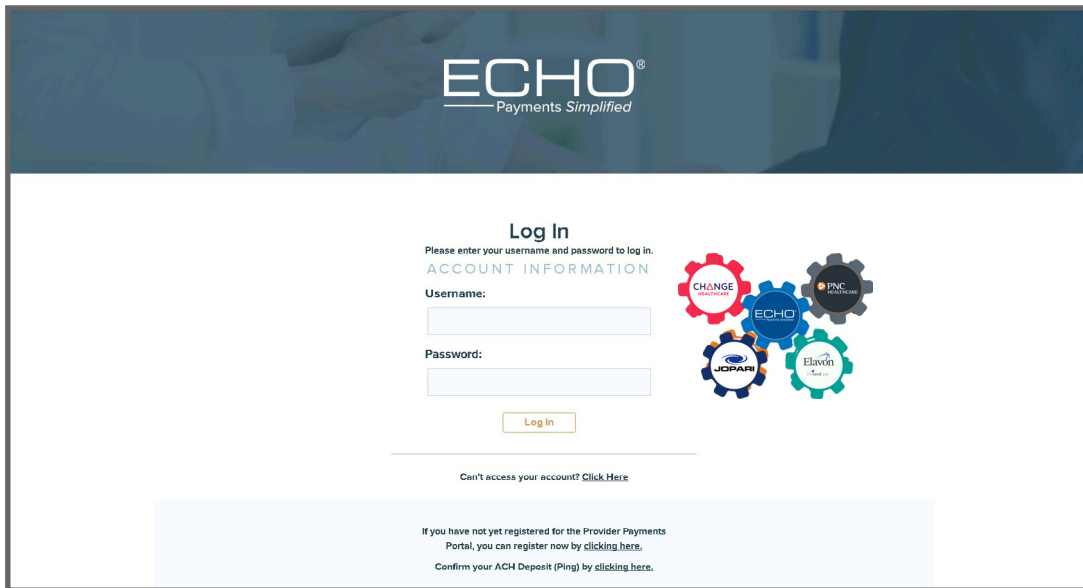 ECHO®
Payments Simplified
Log In
Please enter your username and password to log in.
ACCOUNT INFORMATION
Username:
Password:
Log In
CHANGE
HEALTHCARE
PNC
HEALTHCARE
ECHO
Payments Simplified
JOPARI
Elavon
Can't access your account? Click Here
If you have not yet registered for the Provider Payments
Portal, you can register now by clicking here.
Confirm your ACH Deposit (Ping) by clicking here.